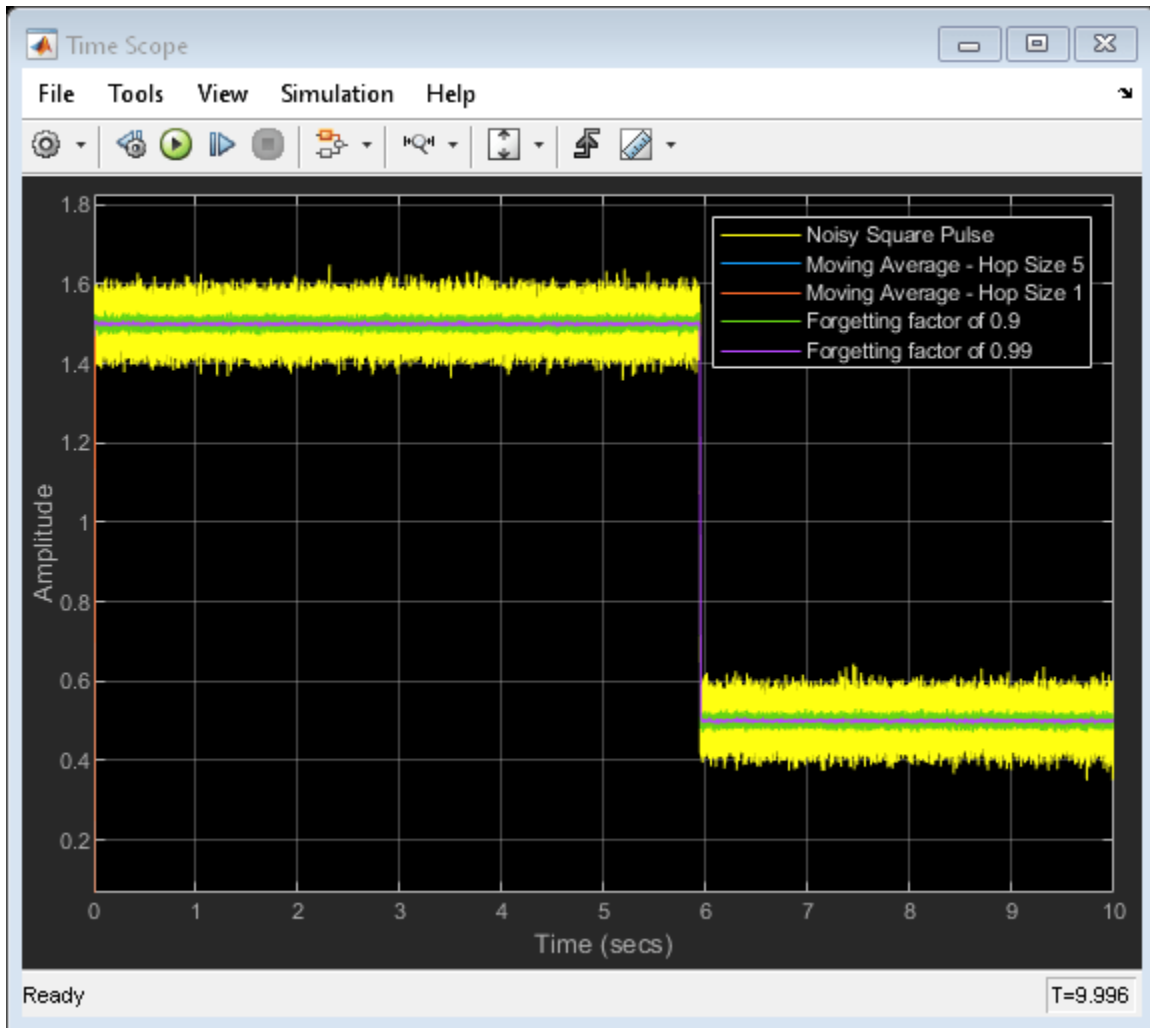 Time Scope
File Tools View Simulation Help
1.8
1.6
1.4
1.2
1
0.8
0.6
0.4
0.2
Amplitude
Noisy Square Pulse
Moving Average - Hop Size 5
Moving Average - Hop Size 1
Forgetting factor of 0.9
Forgetting factor of 0.99
0 1 2 3 4 5 6 7 8 9 10
Time (secs)
Ready T=9.996